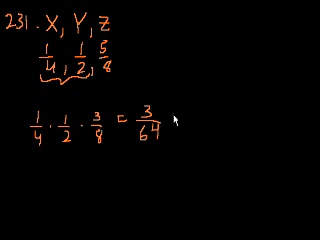 231. X, Y, Z
1/4, 1/2, 5/8
1/4 · 1/2 · 3/8 = 3/64